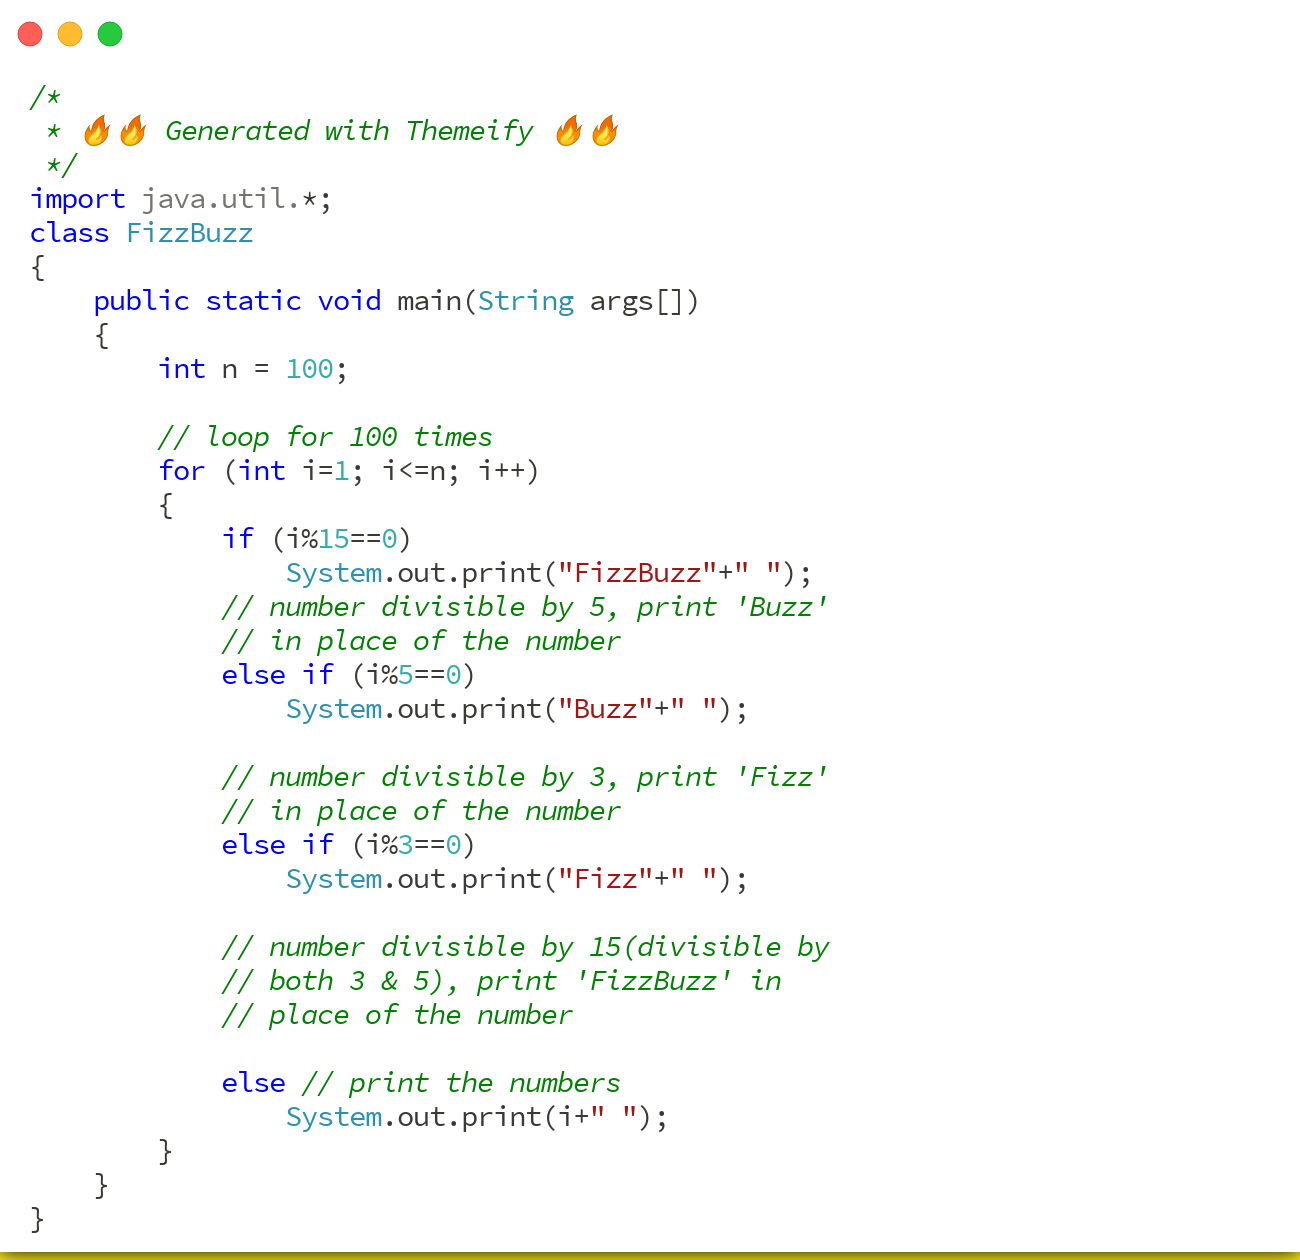 /*
 * 🔥🔥 Generated with Themeify 🔥🔥
 */
import java.util.*;
class FizzBuzz
{
    public static void main(String args[])
    {
        int n = 100;

        // loop for 100 times
        for (int i=1; i<=n; i++)
        {
            if (i%15==0)
                System.out.print("FizzBuzz"+" ");
            // number divisible by 5, print 'Buzz'
            // in place of the number
            else if (i%5==0)
                System.out.print("Buzz"+" ");

            // number divisible by 3, print 'Fizz'
            // in place of the number
            else if (i%3==0)
                System.out.print("Fizz"+" ");

            // number divisible by 15(divisible by
            // both 3 & 5), print 'FizzBuzz' in
            // place of the number

            else // print the numbers
                System.out.print(i+" ");
        }
    }
}